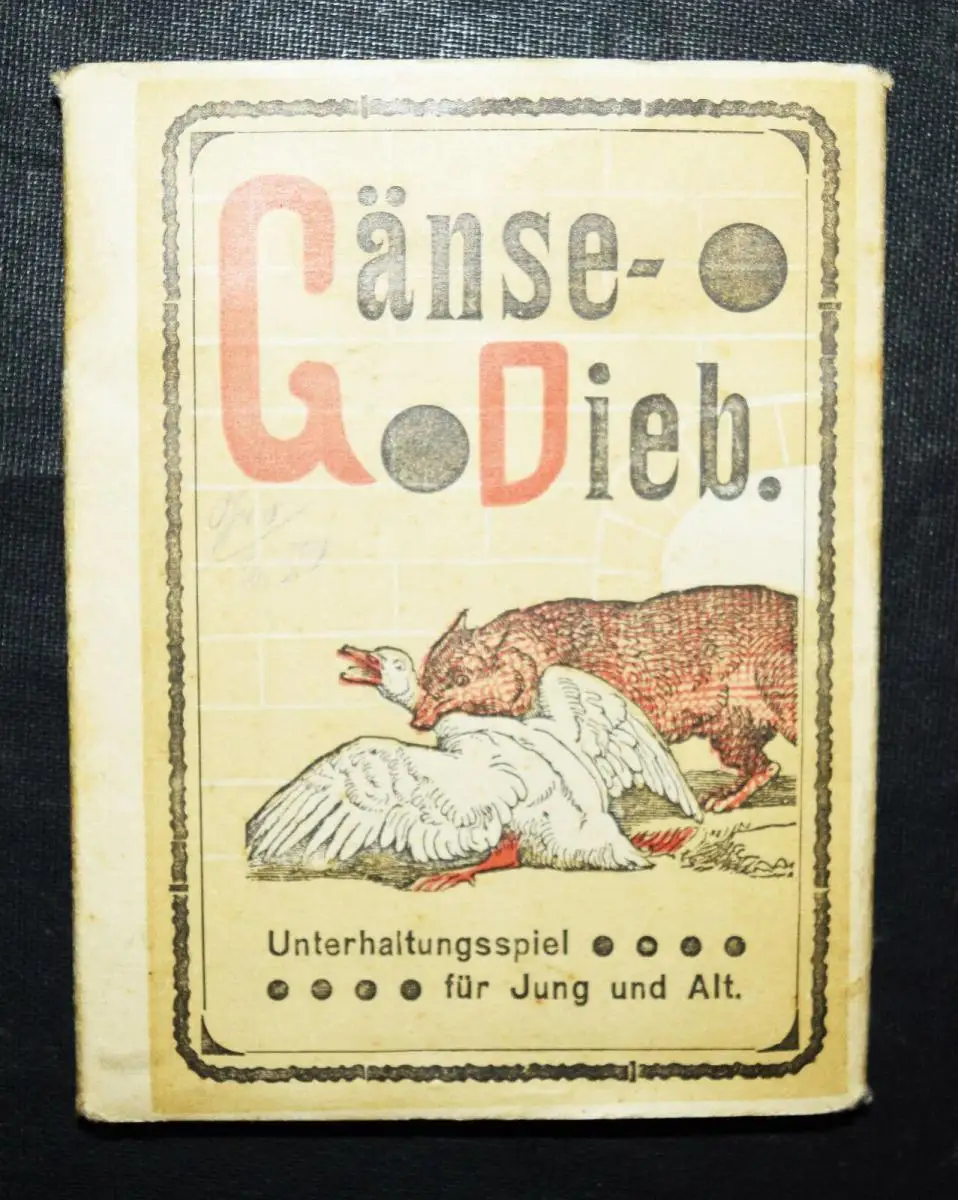 Gänse-
Dieb.
Unterhaltungsspiel
für Jung und Alt.